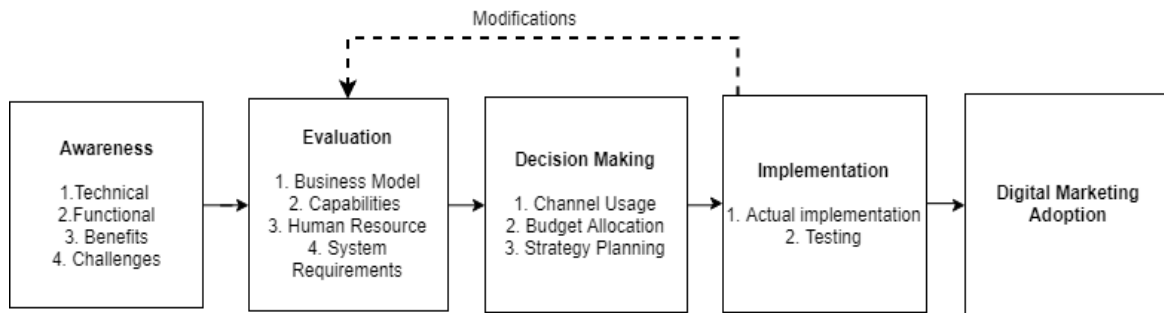 Modifications
Awareness
1.Technical
2.Functional
3. Benefits
4. Challenges
Evaluation
1. Business Model
2. Capabilities
3. Human Resource
4. System
Requirements
Decision Making
1. Channel Usage
2. Budget Allocation
3. Strategy Planning
Implementation
1. Actual implementation
2. Testing
Digital Marketing
Adoption